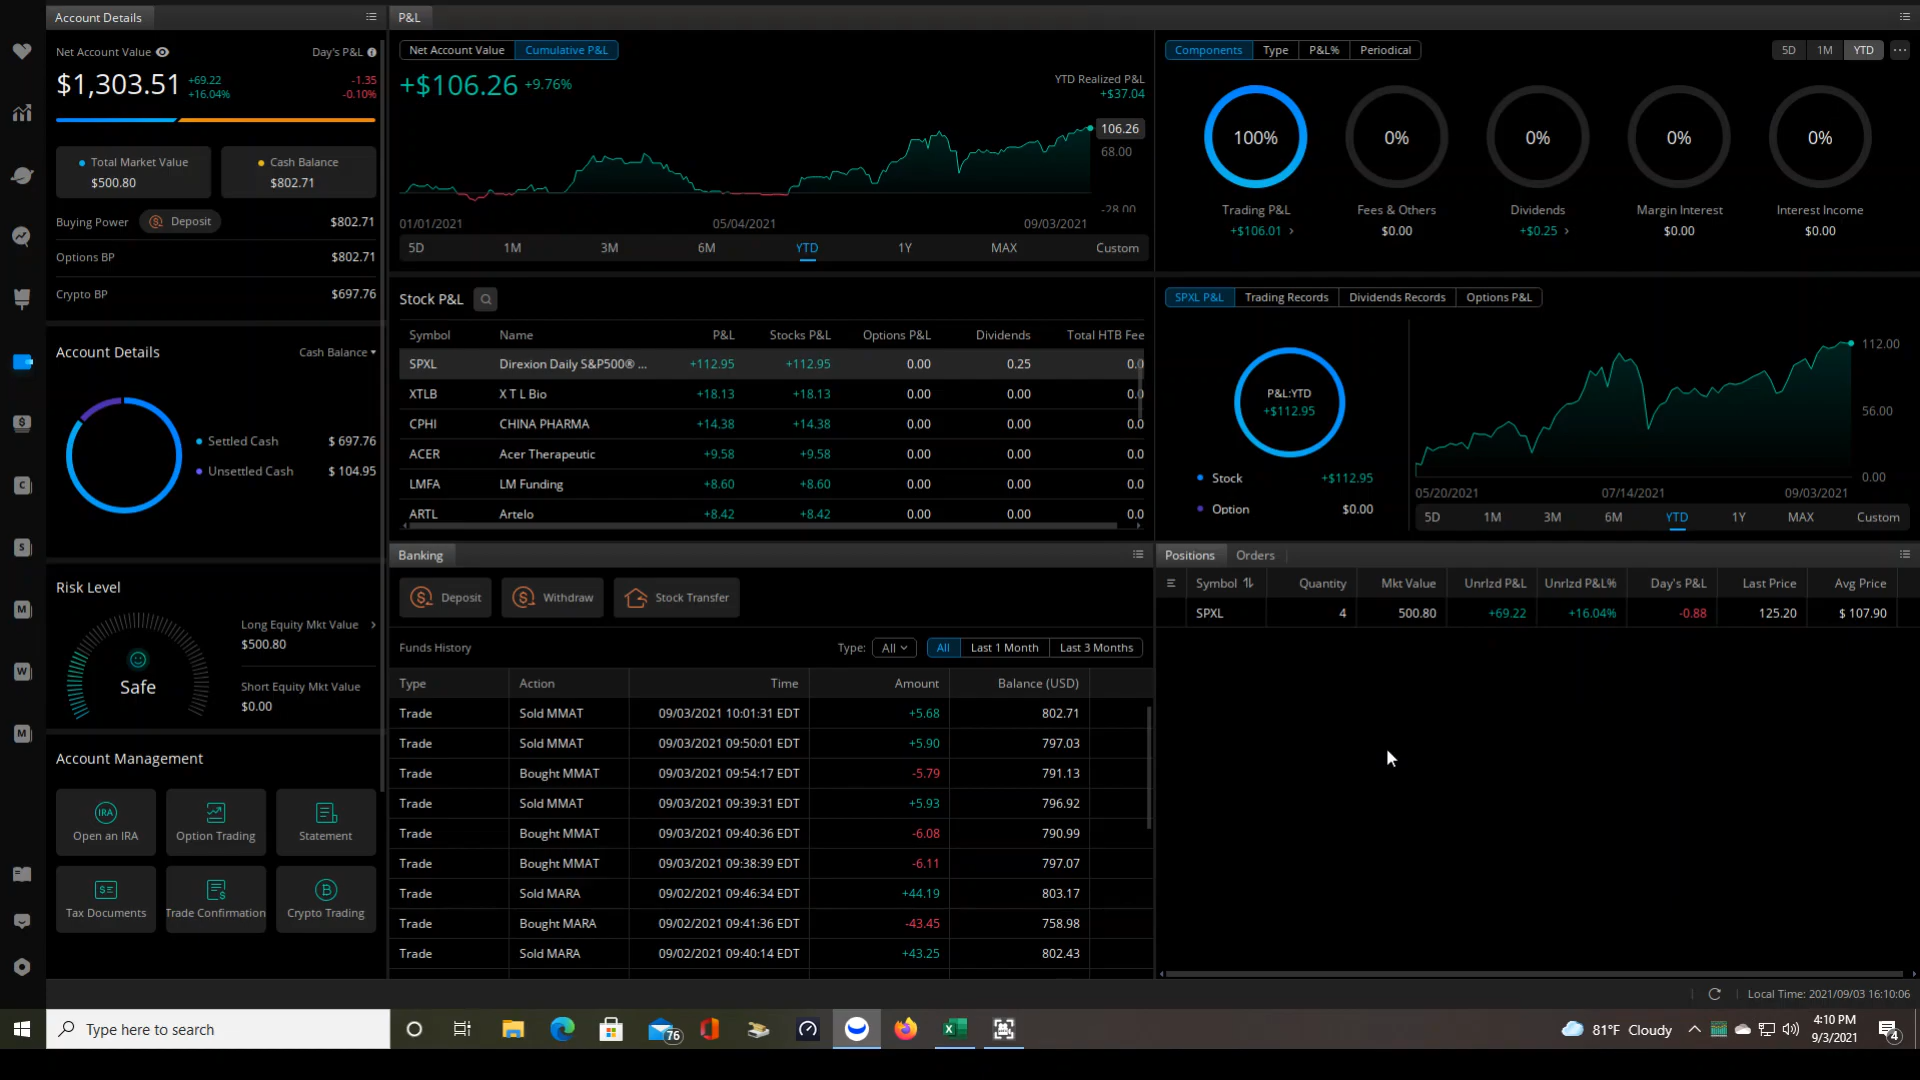 Account Details
Net Account Value
Day's P&L
$1,303.51
+69.22
+16.04%
-1.35
-0.10%
Total Market Value
$500.80
Cash Balance
$802.71
Buying Power
Deposit
$802.71
Options BP
$802.71
Crypto BP
$697.76
Account Details
Cash Balance
Settled Cash
$ 697.76
Unsettled Cash
$ 104.95
Risk Level
Safe
Long Equity Mkt Value
$500.80
Short Equity Mkt Value
$0.00
Account Management
IRA
Open an IRA
Option Trading
Statement
Tax Documents
Trade Confirmation
Crypto Trading
P&L
Net Account Value
Cumulative P&L
+$106.26 +9.76%
YTD Realized P&L
+$37.04
106.26
68.00
-28.00
01/01/2021
05/04/2021
09/03/2021
5D 1M 3M 6M YTD 1Y MAX Custom
Components Type P&L% Periodical
5D 1M YTD
100% 0% 0% 0% 0%
Trading P&L Fees & Others Dividends Margin Interest Interest Income
+$106.01 $0.00 +$0.25 $0.00 $0.00
Stock P&L
Symbol Name P&L Stocks P&L Options P&L Dividends Total HTB Fee
SPXL Direxion Daily S&P500® ... +112.95 +112.95 0.00 0.25 0.0
XTLB X T L Bio +18.13 +18.13 0.00 0.00 0.0
CPHI CHINA PHARMA +14.38 +14.38 0.00 0.00 0.0
ACER Acer Therapeutic +9.58 +9.58 0.00 0.00 0.0
LMFA LM Funding +8.60 +8.60 0.00 0.00 0.0
ARTL Artelo +8.42 +8.42 0.00 0.00 0.0
SPXL P&L Trading Records Dividends Records Options P&L
P&L:YTD
+$112.95
Stock +$112.95
Option $0.00
112.00
56.00
0.00
05/20/2021
07/14/2021
09/03/2021
5D 1M 3M 6M YTD 1Y MAX Custom
Banking
Deposit Withdraw Stock Transfer
Funds History
Type: All
All Last 1 Month Last 3 Months
Type Action Time Amount Balance (USD)
Trade Sold MMAT 09/03/2021 10:01:31 EDT +5.68 802.71
Trade Sold MMAT 09/03/2021 09:50:01 EDT +5.90 797.03
Trade Bought MMAT 09/03/2021 09:54:17 EDT -5.79 791.13
Trade Sold MMAT 09/03/2021 09:39:31 EDT +5.93 796.92
Trade Bought MMAT 09/03/2021 09:40:36 EDT -6.08 790.99
Trade Bought MMAT 09/03/2021 09:38:39 EDT -6.11 797.07
Trade Sold MARA 09/02/2021 09:46:34 EDT +44.19 803.17
Trade Bought MARA 09/02/2021 09:41:36 EDT -43.45 758.98
Trade Sold MARA 09/02/2021 09:40:14 EDT +43.25 802.43
Positions Orders
Symbol Quantity Mkt Value Unrlzd P&L Unrlzd P&L% Day's P&L Last Price Avg Price
SPXL 4 500.80 +69.22 +16.04% -0.88 125.20 $ 107.90
C
S
M
W
M
Local Time: 2021/09/03 16:10:06
Type here to search
76
81°F Cloudy
4:10 PM
9/3/2021
4